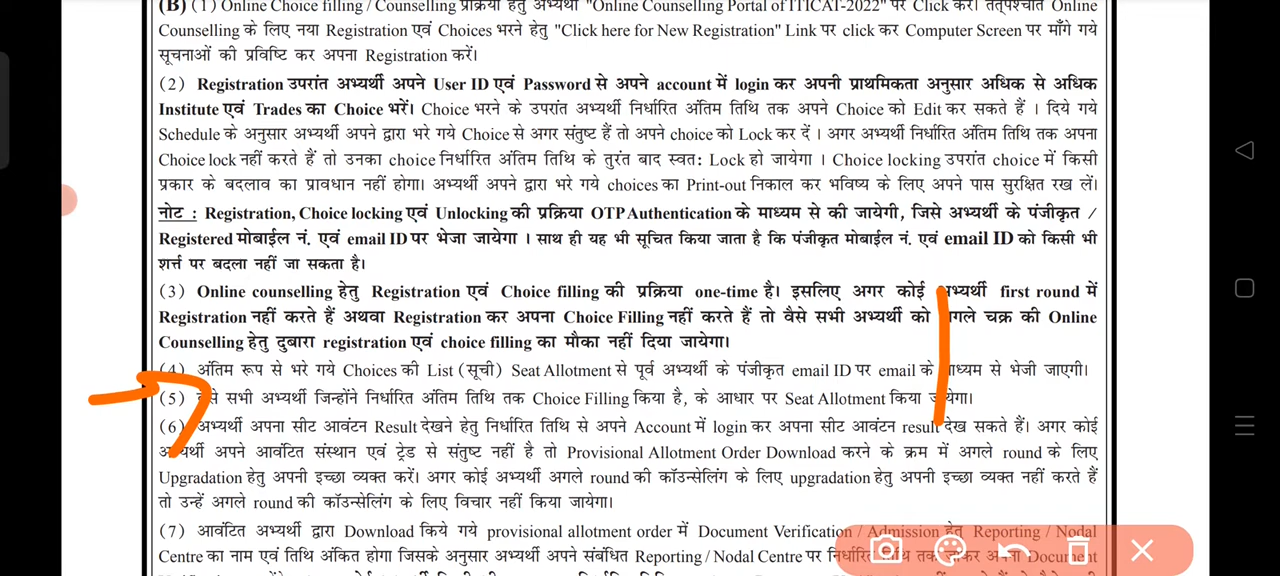 (B) (1) Online Choice filling / Counselling प्रक्रिया हेतु अभ्यर्थी "Online Counselling Portal of ITICAT-2022" पर Click करें। तत्पश्चात Online
Counselling के लिए नया Registration एवं Choices भरने हेतु "Click here for New Registration" Link पर click कर Computer Screen पर माँगे गये
सूचनाओं की प्रविष्टि कर अपना Registration करें।
(2) Registration उपरांत अभ्यर्थी अपने User ID एवं Password से अपने account में login कर अपनी प्राथमिकता अनुसार अधिक से अधिक
Institute एवं Trades का Choice भरें। Choice भरने के उपरांत अभ्यर्थी निर्धारित अंतिम तिथि तक अपने Choice को Edit कर सकते हैं । दिये गये
Schedule के अनुसार अभ्यर्थी अपने द्वारा भरे गये Choice से अगर संतुष्ट हैं तो अपने choice को Lock कर दें । अगर अभ्यर्थी निर्धारित अंतिम तिथि तक अपना
Choice lock नहीं करते हैं तो उनका choice निर्धारित अंतिम तिथि के तुरंत बाद स्वत: Lock हो जायेगा । Choice locking उपरांत choice में किसी
प्रकार के बदलाव का प्रावधान नहीं होगा। अभ्यर्थी अपने द्वारा भरे गये choices का Print-out निकाल कर भविष्य के लिए अपने पास सुरक्षित रख लें।
नोट : Registration, Choice locking एवं Unlocking की प्रक्रिया OTP Authentication के माध्यम से की जायेगी, जिसे अभ्यर्थी के पंजीकृत /
Registered मोबाईल नं. एवं email ID पर भेजा जायेगा । साथ ही यह भी सूचित किया जाता है कि पंजीकृत मोबाईल नं. एवं email ID को किसी भी
शर्त्त पर बदला नहीं जा सकता है।
(3) Online counselling हेतु Registration एवं Choice filling की प्रक्रिया one-time है। इसलिए अगर कोई अभ्यर्थी first round में
Registration नहीं करते हैं अथवा Registration कर अपना Choice Filling नहीं करते हैं तो वैसे सभी अभ्यर्थी को अगले चक्र की Online
Counselling हेतु दुबारा registration एवं choice filling का मौका नहीं दिया जायेगा।
(4) अंतिम रूप से भरे गये Choices की List (सूची) Seat Allotment से पूर्व अभ्यर्थी के पंजीकृत email ID पर email के माध्यम से भेजी जाएगी।
(5) वैसे सभी अभ्यर्थी जिन्होंने निर्धारित अंतिम तिथि तक Choice Filling किया है, के आधार पर Seat Allotment किया जायेगा।
(6) अभ्यर्थी अपना सीट आवंटन Result देखने हेतु निर्धारित तिथि से अपने Account में login कर अपना सीट आवंटन result देख सकते हैं। अगर कोई
अभ्यर्थी अपने आवंटित संस्थान एवं ट्रेड से संतुष्ट नहीं है तो Provisional Allotment Order Download करने के क्रम में अगले round के लिए
Upgradation हेतु अपनी इच्छा व्यक्त करें। अगर कोई अभ्यर्थी अगले round की कॉउन्सेलिंग के लिए upgradation हेतु अपनी इच्छा व्यक्त नहीं करते हैं
तो उन्हें अगले round की कॉउन्सेलिंग के लिए विचार नहीं किया जायेगा।
(7) आवंटित अभ्यर्थी द्वारा Download किये गये provisional allotment order में Document Verification / Admission हेतु Reporting / Nodal
Centre का नाम एवं तिथि अंकित होगा जिसके अनुसार अभ्यर्थी अपने संबंधित Reporting / Nodal Centre पर निर्धारित तिथि तक जाकर अपना Document